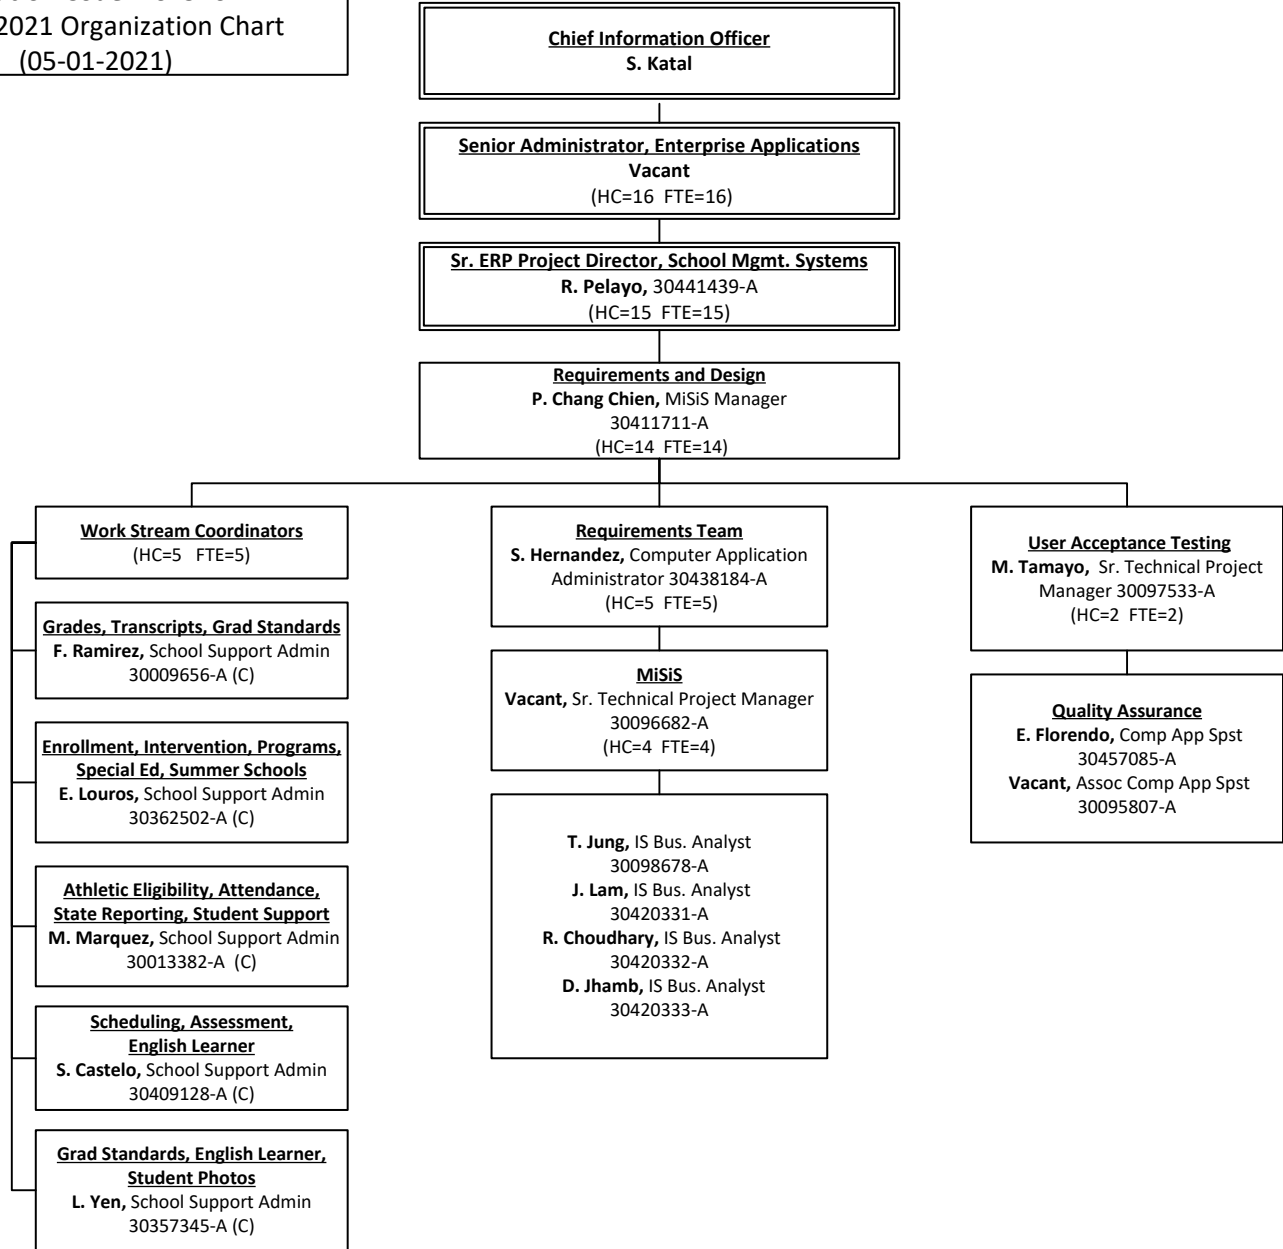 2021 Organization Chart
(05-01-2021)
Chief Information Officer
S. Katal
Senior Administrator, Enterprise Applications
Vacant
(HC=16 FTE=16)
Sr. ERP Project Director, School Mgmt. Systems
R. Pelayo, 30441439-A
(HC=15 FTE=15)
Requirements and Design
P. Chang Chien, MiSiS Manager
30411711-A
(HC=14 FTE=14)
Work Stream Coordinators
(HC=5 FTE=5)
Grades, Transcripts, Grad Standards
F. Ramirez, School Support Admin
30009656-A (C)
Enrollment, Intervention, Programs,
Special Ed, Summer Schools
E. Louros, School Support Admin
30362502-A (C)
Athletic Eligibility, Attendance,
State Reporting, Student Support
M. Marquez, School Support Admin
30013382-A (C)
Scheduling, Assessment,
English Learner
S. Castelo, School Support Admin
30409128-A (C)
Grad Standards, English Learner,
Student Photos
L. Yen, School Support Admin
30357345-A (C)
Requirements Team
S. Hernandez, Computer Application
Administrator 30438184-A
(HC=5 FTE=5)
MiSiS
Vacant, Sr. Technical Project Manager
30096682-A
(HC=4 FTE=4)
T. Jung, IS Bus. Analyst
30098678-A
J. Lam, IS Bus. Analyst
30420331-A
R. Choudhary, IS Bus. Analyst
30420332-A
D. Jhamb, IS Bus. Analyst
30420333-A
User Acceptance Testing
M. Tamayo, Sr. Technical Project
Manager 30097533-A
(HC=2 FTE=2)
Quality Assurance
E. Florendo, Comp App Spst
30457085-A
Vacant, Assoc Comp App Spst
30095807-A